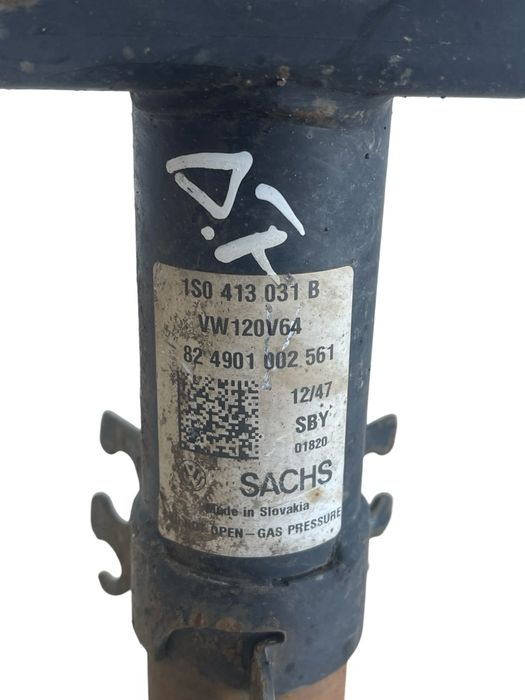 1S0 413 031 B
VW120V64
82 4901 002 561
12/47
SBY
01820
SACHS
Made in Slovakia
OPEN-GAS PRESSURE